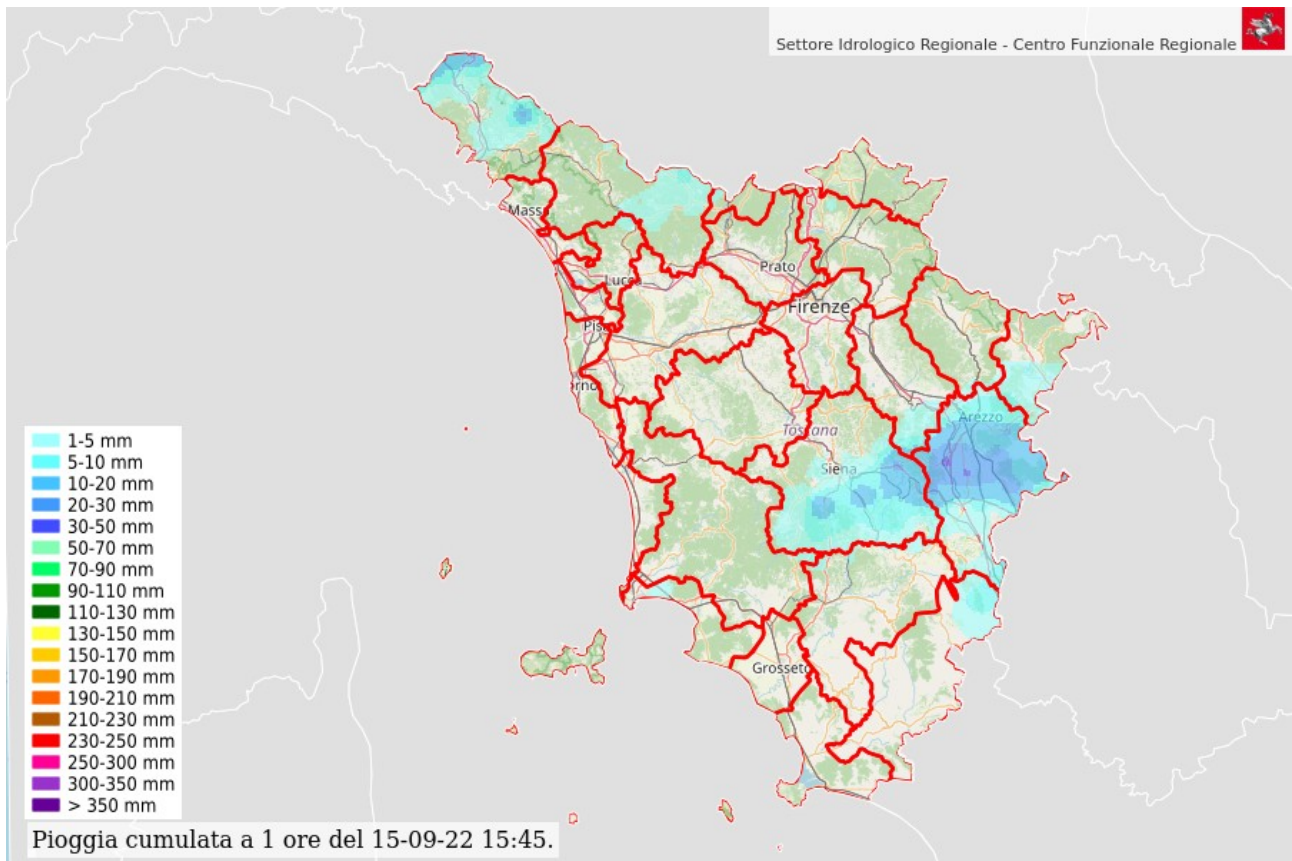 Settore Idrologico Regionale - Centro Funzionale Regionale
Mass
Prato
Lucca
Firenze
Pisa
orno
Arezzo
Toscana
Siena
Grosseto
1-5 mm
5-10 mm
10-20 mm
20-30 mm
30-50 mm
50-70 mm
70-90 mm
90-110 mm
110-130 mm
130-150 mm
150-170 mm
170-190 mm
190-210 mm
210-230 mm
230-250 mm
250-300 mm
300-350 mm
> 350 mm
Pioggia cumulata a 1 ore del 15-09-22 15:45.